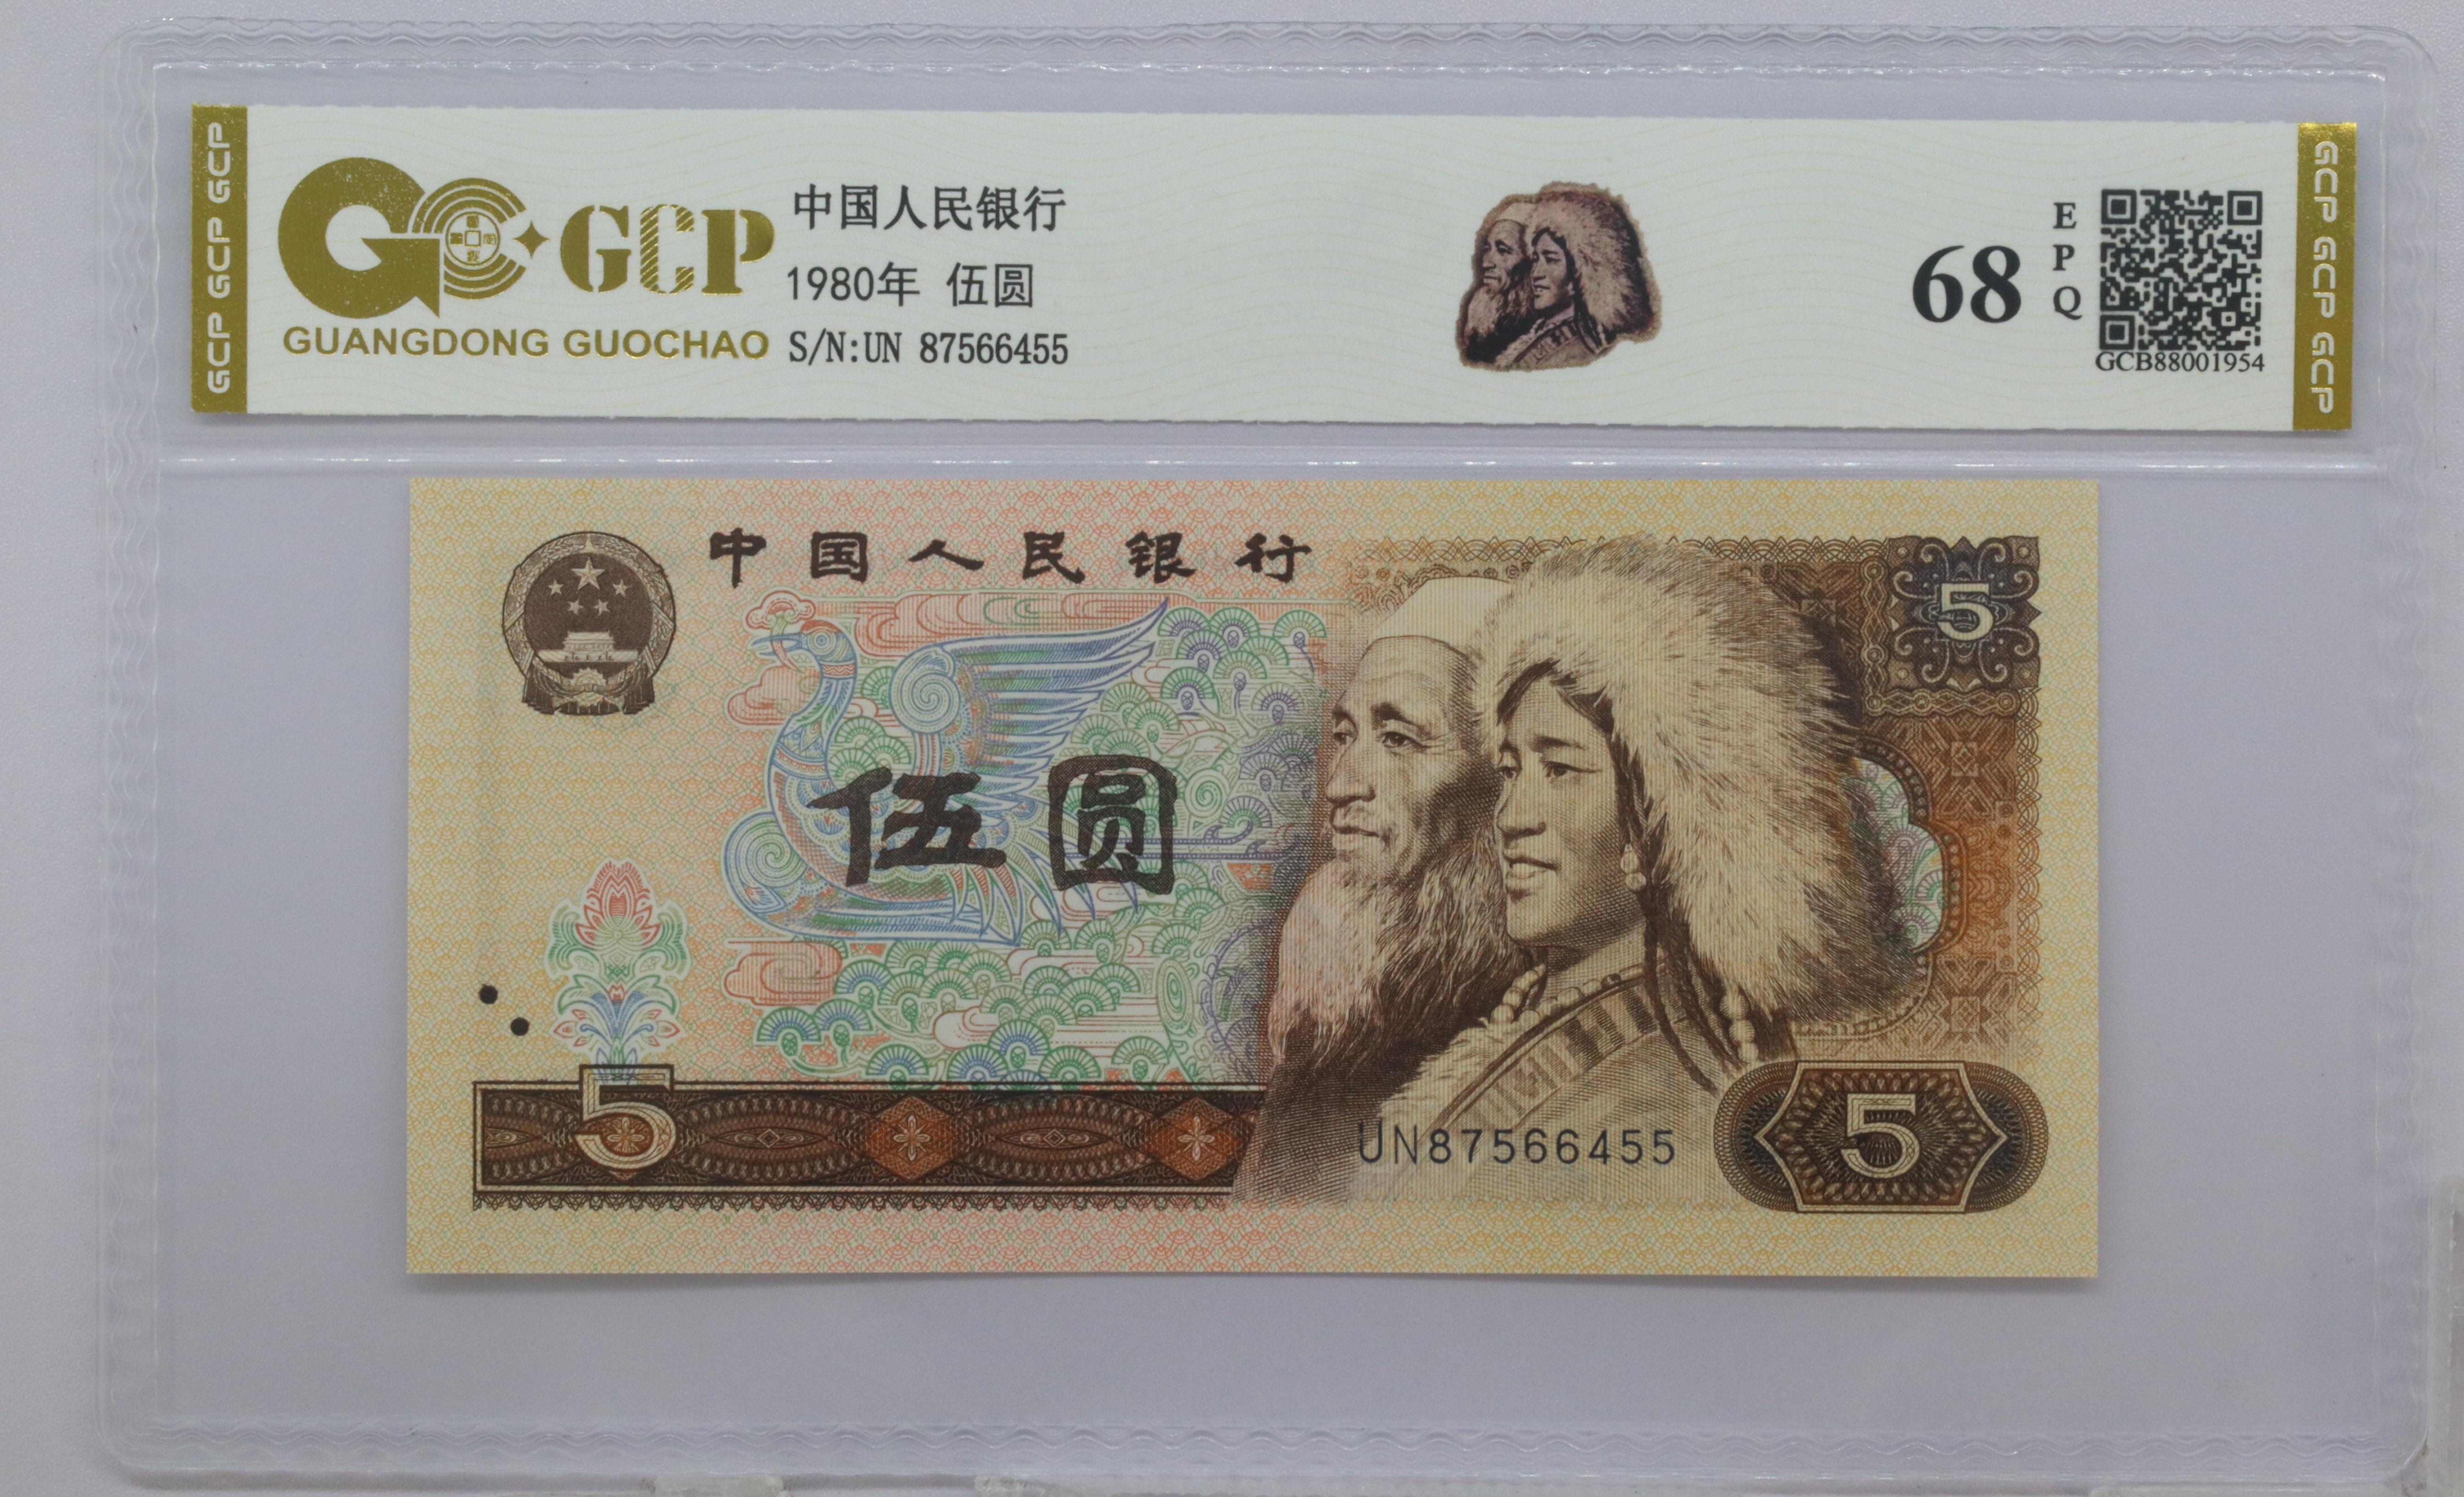 GCP GCP GCP
GCP
GUANGDONG GUOCHAO
中国人民银行
1980年 伍圆
S/N:UN 87566455
68
EPQ
GCB88001954
GCP GCP GCP
中国人民银行
5
伍圆
5
UN87566455
5